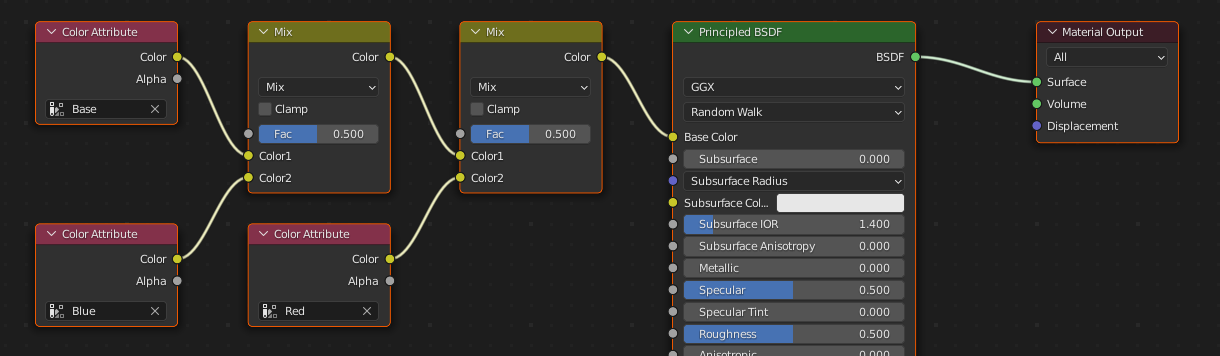 Color Attribute
Color
Alpha
Base
Color Attribute
Color
Alpha
Blue
Mix
Color
Mix
Clamp
Fac 0.500
Color1
Color2
Color Attribute
Color
Alpha
Red
Mix
Color
Mix
Clamp
Fac 0.500
Color1
Color2
Principled BSDF
BSDF
GGX
Random Walk
Base Color
Subsurface 0.000
Subsurface Radius
Subsurface Col...
Subsurface IOR 1.400
Subsurface Anisotropy 0.000
Metallic 0.000
Specular 0.500
Specular Tint 0.000
Roughness 0.500
Anisotropic 0.000
Material Output
All
Surface
Volume
Displacement